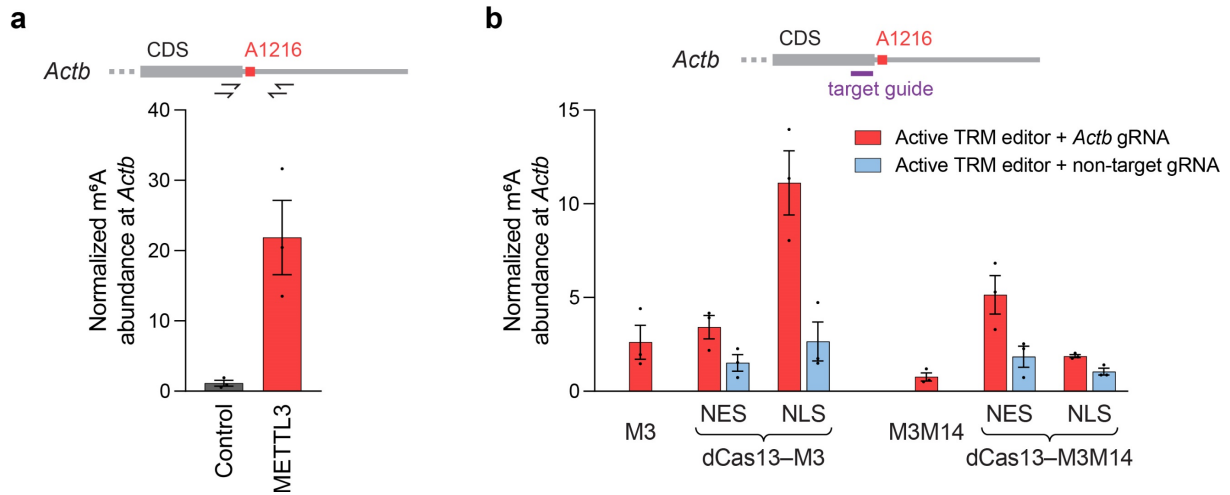 a
CDS
A1216
Actb
Normalized m⁶A
abundance at Actb
40
30
20
10
0
Control
METTL3
b
CDS
A1216
Actb
target guide
Normalized m⁶A
abundance at Actb
15
10
5
0
Active TRM editor + Actb gRNA
Active TRM editor + non-target gRNA
M3
NES
NLS
dCas13–M3
M3M14
NES
NLS
dCas13–M3M14